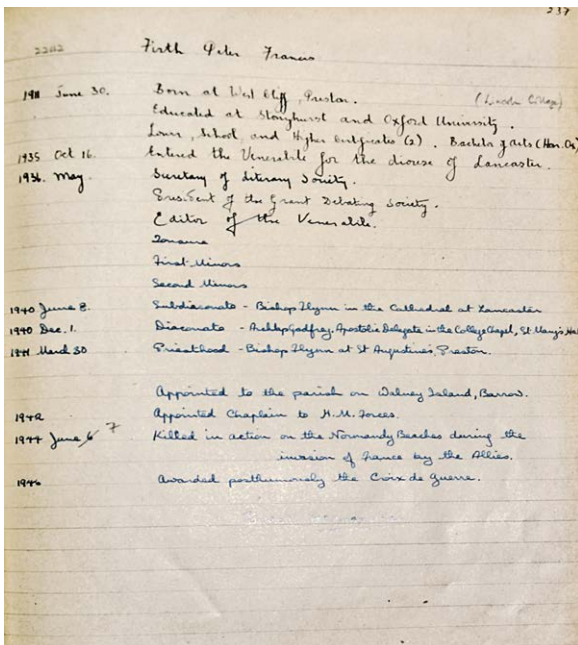 237
2202 Firth Peter Francis
1911 June 30. Born at West Cliff, Preston. (Lincoln College)
Educated at Stonyhurst and Oxford University.
Lower, School, and Higher Certificates (2). Bachelor of Arts (Hon. Ox
1935 Oct 16. Entered the Venerabile for the diocese of Lancaster.
1936. May. Secretary of Literary Society.
President of the Grant Debating Society.
Editor of the Venerabile.
Tonsure
First Minors
Second Minors
1940 June 8. Subdiaconate - Bishop Flynn in the Cathedral at Lancaster
1940 Dec. 1. Diaconate - Archbp Godfrey, Apostolic Delegate in the College Chapel, St Mary's Hall
1941 March 30 Priesthood - Bishop Flynn at St Augustine's, Preston.
Appointed to the parish on Walney Island, Barrow.
1942 Appointed Chaplain to H.M. Forces.
1944 June 6 7 Killed in action on the Normandy Beaches during the
invasion of France by the Allies.
1946 Awarded posthumously the Croix de Guerre.